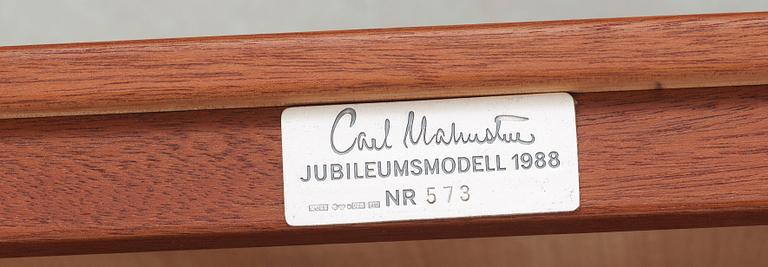 Carl Malmsten
JUBILEUMSMODELL 1988
NR 573